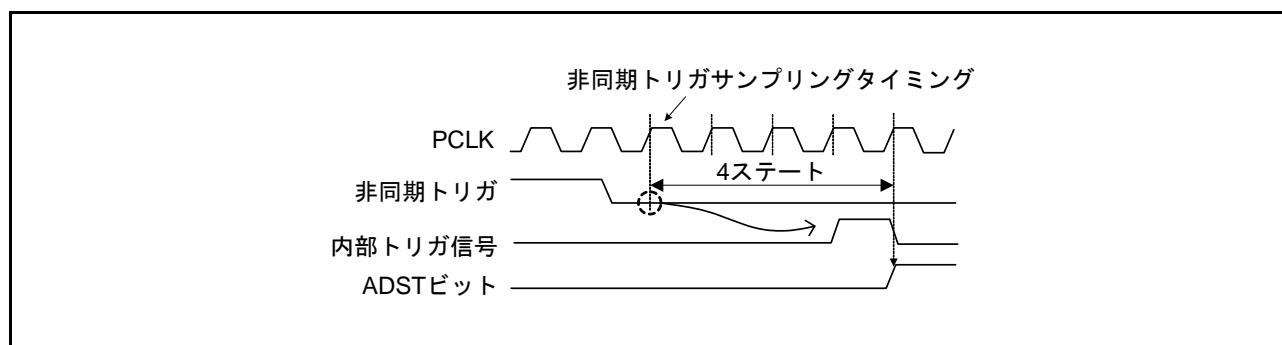 非同期トリガサンプリングタイミング
PCLK
4ステート
非同期トリガ
内部トリガ信号
ADSTビット